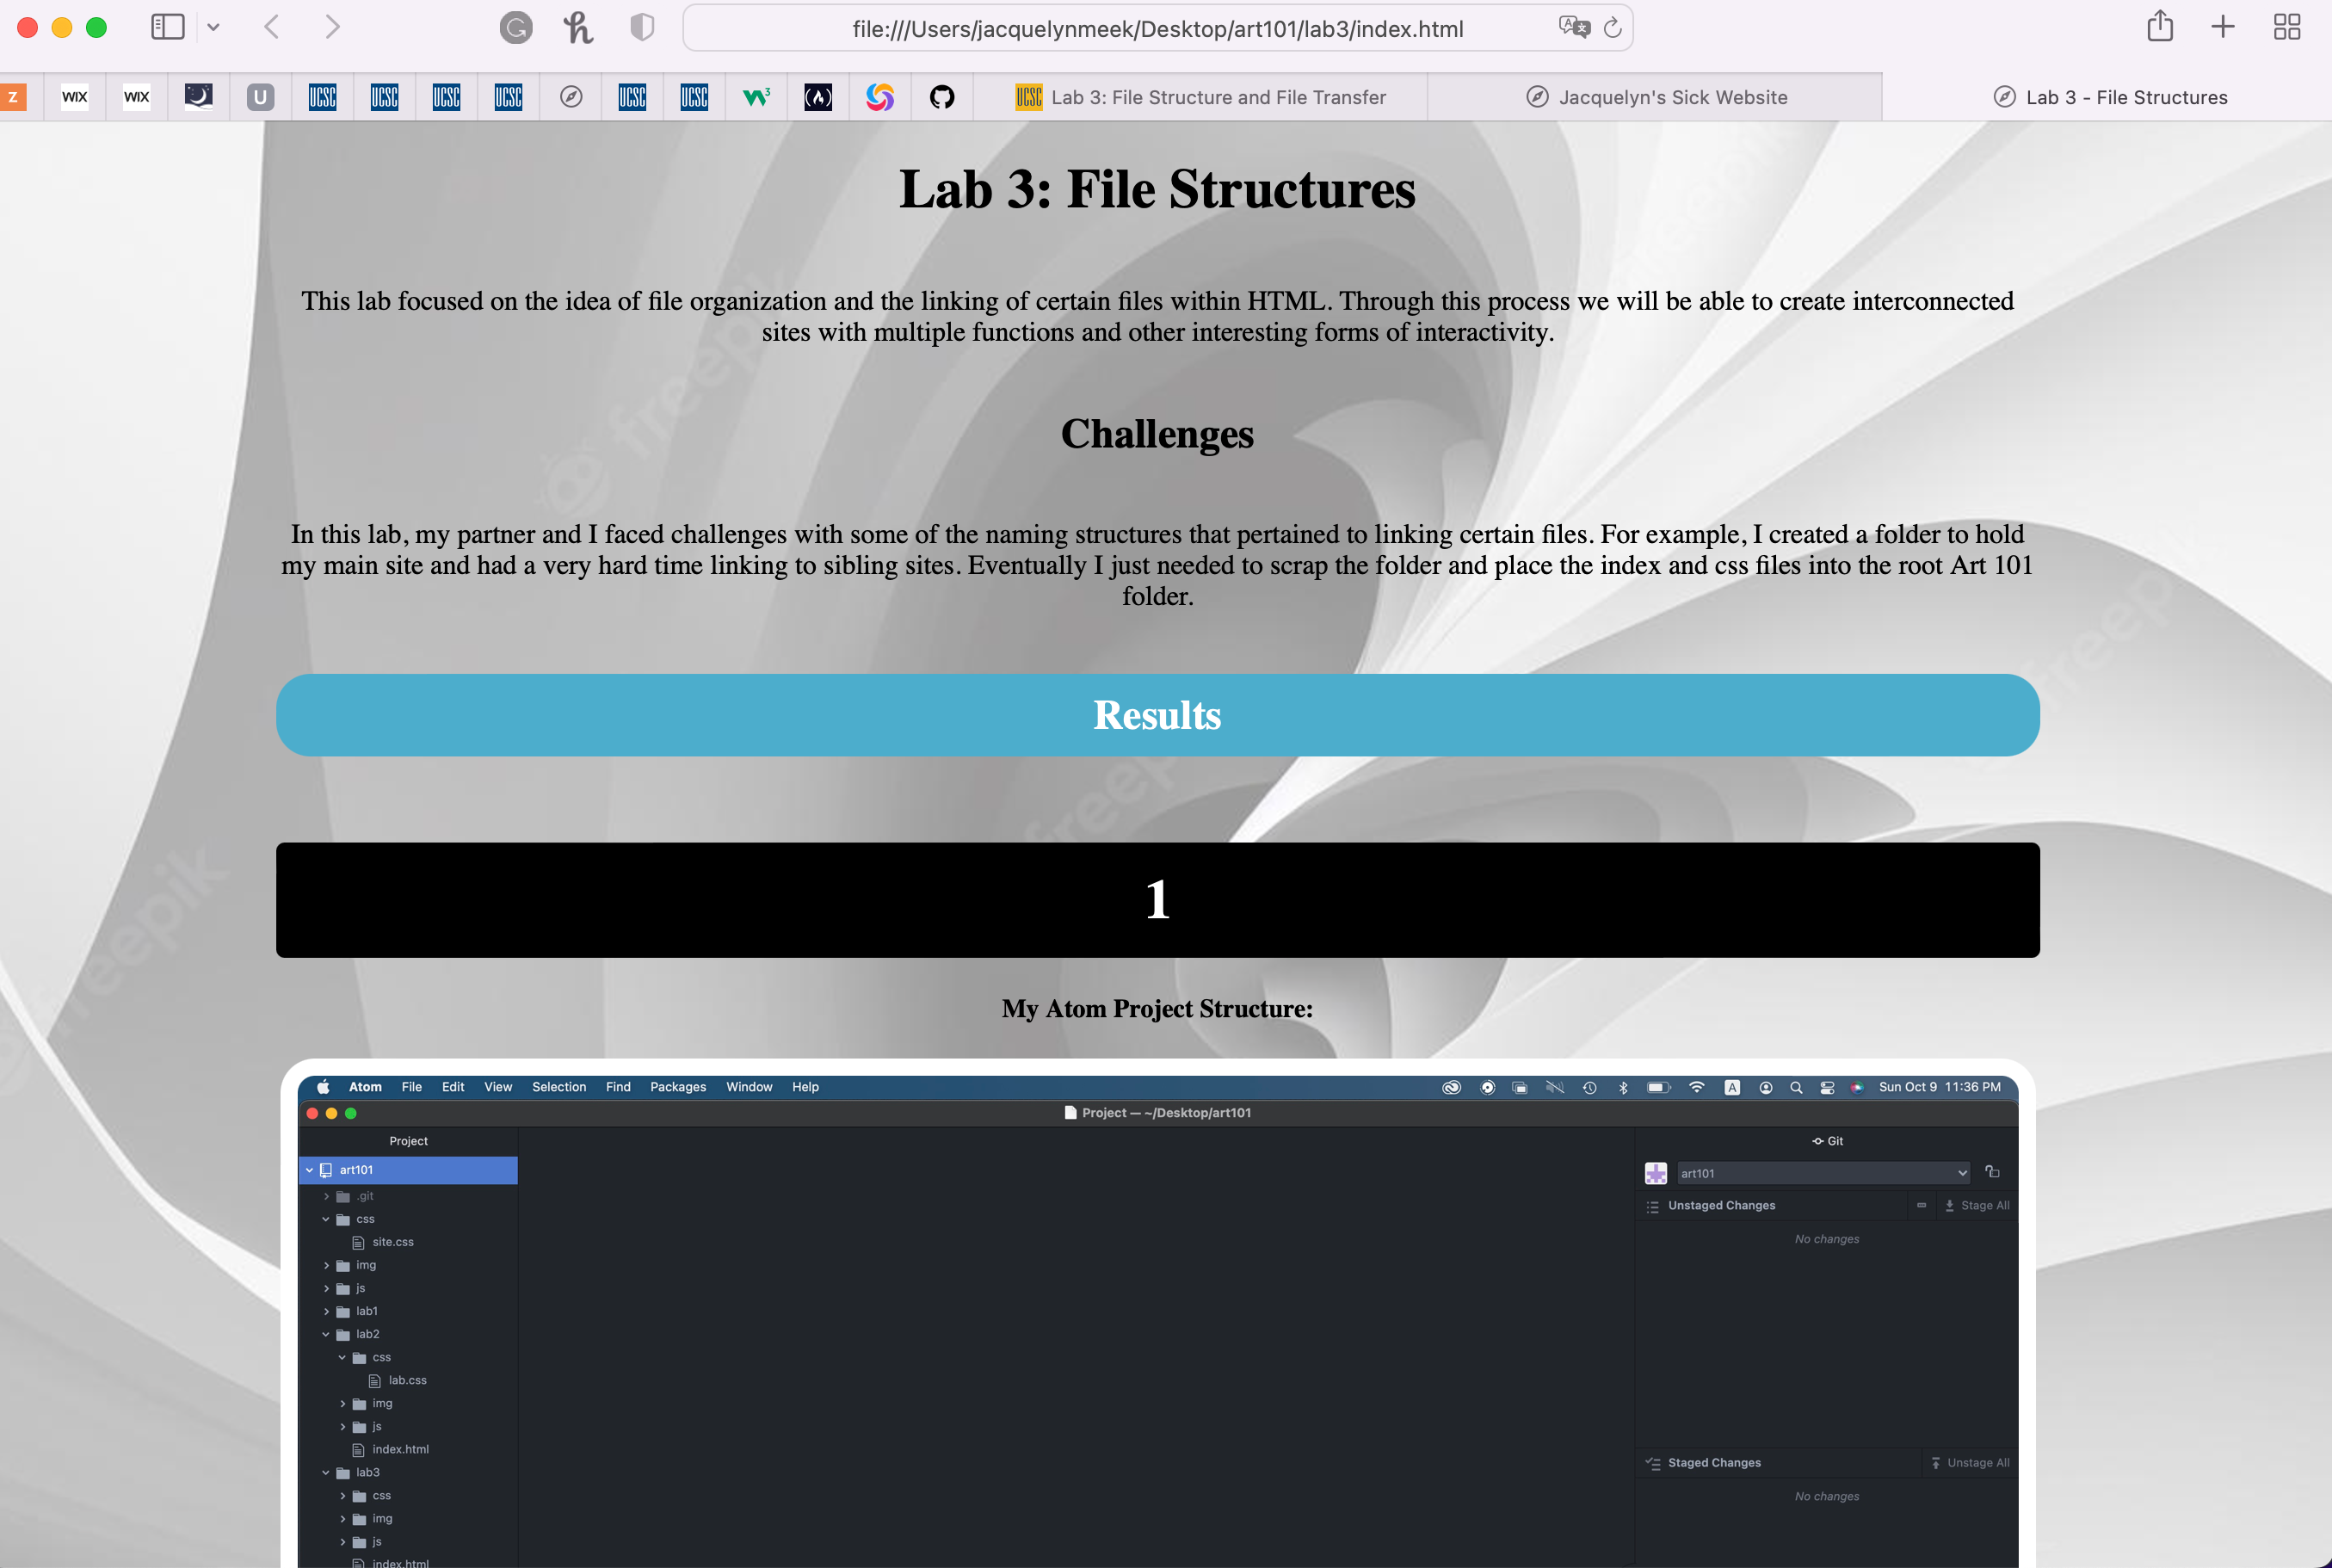 file:///Users/jacquelynmeek/Desktop/art101/lab3/index.html
Z WIX WIX U UCSC UCSC UCSC UCSC UCSC UCSC W3 UCSC Lab 3: File Structure and File Transfer Jacquelyn's Sick Website Lab 3 - File Structures
Lab 3: File Structures
This lab focused on the idea of file organization and the linking of certain files within HTML. Through this process we will be able to create interconnected
sites with multiple functions and other interesting forms of interactivity.
Challenges
In this lab, my partner and I faced challenges with some of the naming structures that pertained to linking certain files. For example, I created a folder to hold
my main site and had a very hard time linking to sibling sites. Eventually I just needed to scrap the folder and place the index and css files into the root Art 101
folder.
Results
1
My Atom Project Structure:
Atom File Edit View Selection Find Packages Window Help A Sun Oct 9 11:36 PM
Project — ~/Desktop/art101
Project
art101
.git
css
site.css
img
js
lab1
lab2
css
lab.css
img
js
index.html
lab3
css
img
js
index.html
Git
art101
Unstaged Changes Stage All
No changes
Staged Changes Unstage All
No changes
freepik
freepik
freepik
freepik
freepik